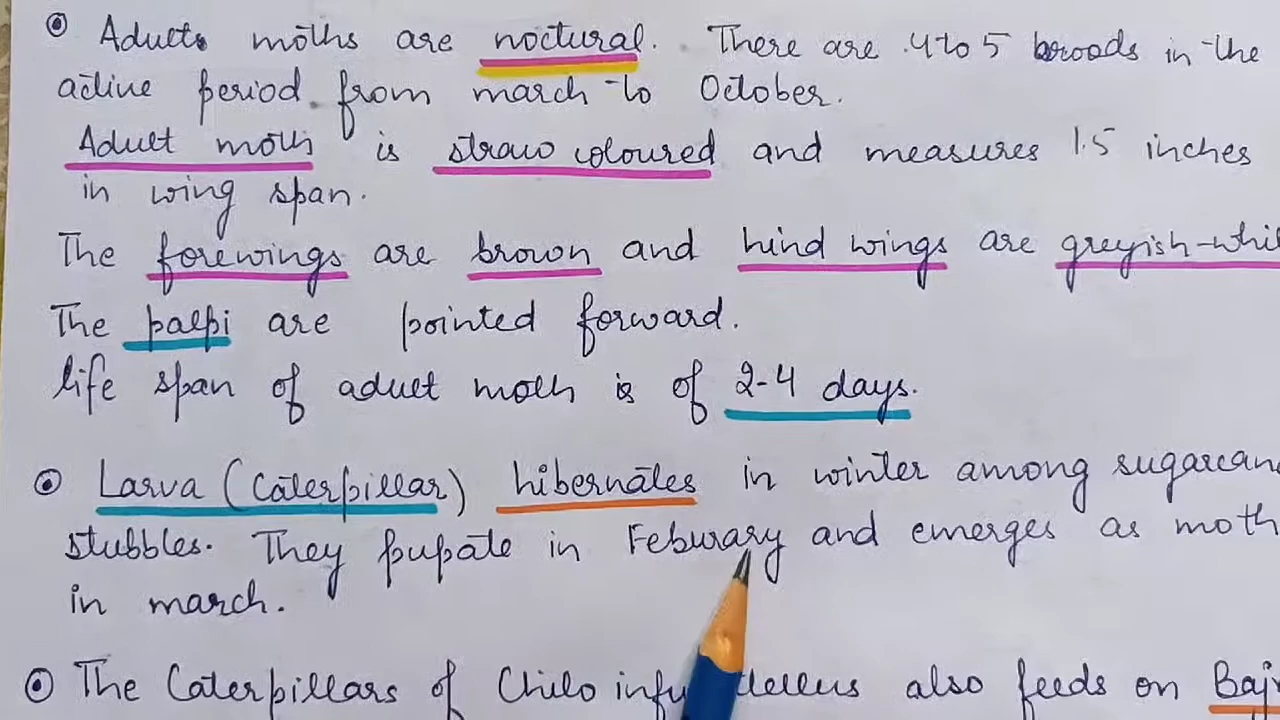 Adults moths are noctural. There are 4 to 5 broods in the
active period from march to October.
Adult moth is straw coloured and measures 1.5 inches
in wing span.
The forewings are brown and hind wings are greyish-whi
The palpi are pointed forward.
life span of adult moth is of 2-4 days.
Larva (Caterpillar) hibernates in winter among sugarcan
stubbles. They pupate in Feburary and emerges as moth
in march.
The Caterpillars of Chilo also feeds on Baj